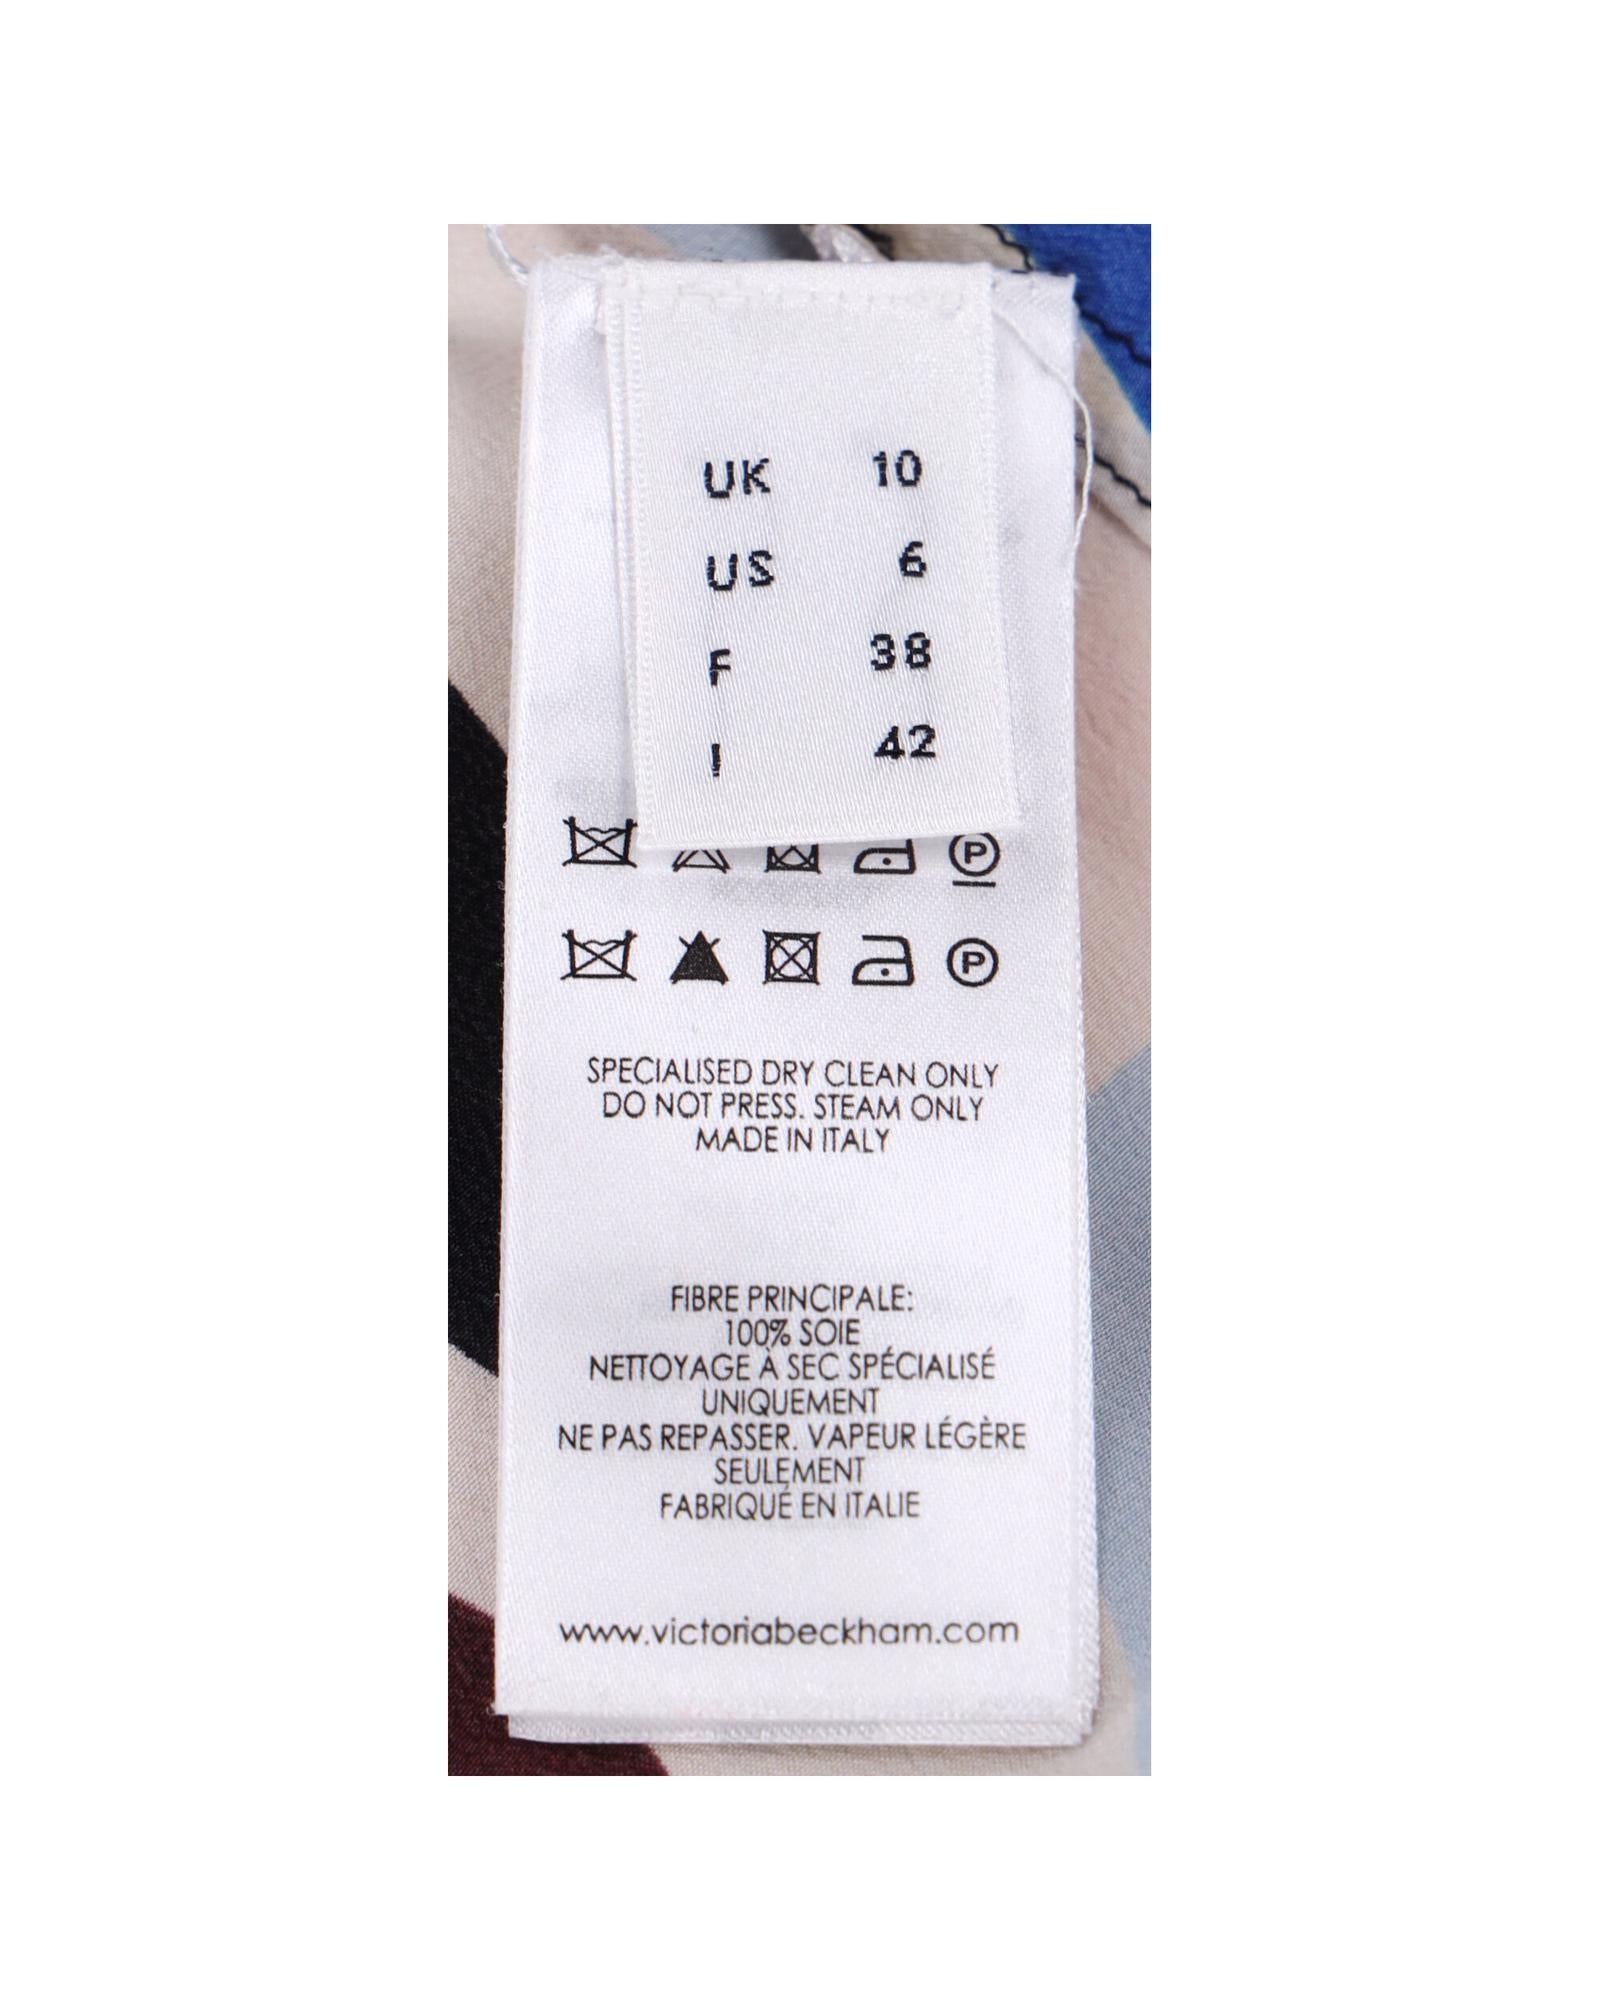 UK 10
US 6
F 38
I 42
P
P
SPECIALISED DRY CLEAN ONLY
DO NOT PRESS. STEAM ONLY
MADE IN ITALY
FIBRE PRINCIPALE:
100% SOIE
NETTOYAGE À SEC SPÉCIALISÉ
UNIQUEMENT
NE PAS REPASSER. VAPEUR LÉGÈRE
SEULEMENT
FABRIQUÉ EN ITALIE
www.victoriabeckham.com